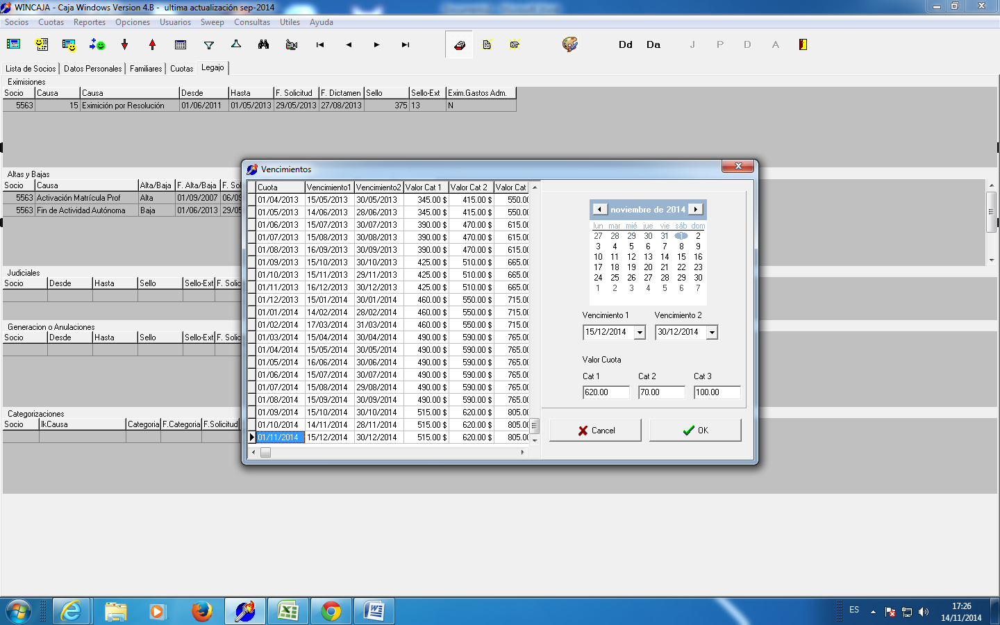 WINCAJA - Caja Windows Version 4.B - ultima actualización sep-2014
Socios Cuotas Reportes Opciones Usuarios Sweep Consultas Utiles Ayuda
Dd Da J P D A
Lista de Socios Datos Personales Familiares Cuotas Legajo
Eximisiones
Socio Causa Causa Desde Hasta F. Solicitud F. Dictamen Sello Sello-Ext Exim.Gastos Adm.
5563 15 Eximición por Resolución 01/06/2011 01/05/2013 29/05/2013 27/08/2013 375 13 N
Altas y Bajas
Socio Causa Alta/Baja F. Alta/Baja F. Sol
5563 Activación Matrícula Prof Alta 01/09/2007 06/09
5563 Fin de Actividad Autónoma Baja 01/06/2013 29/05
Judiciales
Socio Desde Hasta Sello Sello-Ext F. Solic
Generacion o Anulaciones
Socio Desde Hasta Sello Sello-Ext F. Solic
Categorizaciones
Socio IkCausa Categoria F.Categoria F.Solicitud
Vencimientos
Cuota Vencimiento1 Vencimiento2 Valor Cat 1 Valor Cat 2 Valor Cat
01/04/2013 15/05/2013 30/05/2013 345.00 $ 415.00 $ 550.00
01/05/2013 14/06/2013 28/06/2013 345.00 $ 415.00 $ 550.00
01/06/2013 15/07/2013 30/07/2013 390.00 $ 470.00 $ 615.00
01/07/2013 15/08/2013 30/08/2013 390.00 $ 470.00 $ 615.00
01/08/2013 16/09/2013 30/09/2013 390.00 $ 470.00 $ 615.00
01/09/2013 15/10/2013 30/10/2013 425.00 $ 510.00 $ 665.00
01/10/2013 15/11/2013 29/11/2013 425.00 $ 510.00 $ 665.00
01/11/2013 16/12/2013 30/12/2013 425.00 $ 510.00 $ 665.00
01/12/2013 15/01/2014 30/01/2014 460.00 $ 550.00 $ 715.00
01/01/2014 14/02/2014 28/02/2014 460.00 $ 550.00 $ 715.00
01/02/2014 17/03/2014 31/03/2014 460.00 $ 550.00 $ 715.00
01/03/2014 15/04/2014 30/04/2014 490.00 $ 590.00 $ 765.00
01/04/2014 15/05/2014 30/05/2014 490.00 $ 590.00 $ 765.00
01/05/2014 16/06/2014 30/06/2014 490.00 $ 590.00 $ 765.00
01/06/2014 15/07/2014 30/07/2014 490.00 $ 590.00 $ 765.00
01/07/2014 15/08/2014 29/08/2014 490.00 $ 590.00 $ 765.00
01/08/2014 15/09/2014 30/09/2014 490.00 $ 590.00 $ 765.00
01/09/2014 15/10/2014 30/10/2014 515.00 $ 620.00 $ 805.00
01/10/2014 14/11/2014 28/11/2014 515.00 $ 620.00 $ 805.00
01/11/2014 15/12/2014 30/12/2014 515.00 $ 620.00 $ 805.00
noviembre de 2014
lun mar mié jue vie sáb dom
27 28 29 30 31 1 2
3 4 5 6 7 8 9
10 11 12 13 14 15 16
17 18 19 20 21 22 23
24 25 26 27 28 29 30
1 2 3 4 5 6 7
Vencimiento 1 Vencimiento 2
15/12/2014 30/12/2014
Valor Cuota
Cat 1 Cat 2 Cat 3
620.00 70.00 100.00
Cancel OK
ES 17:26
14/11/2014